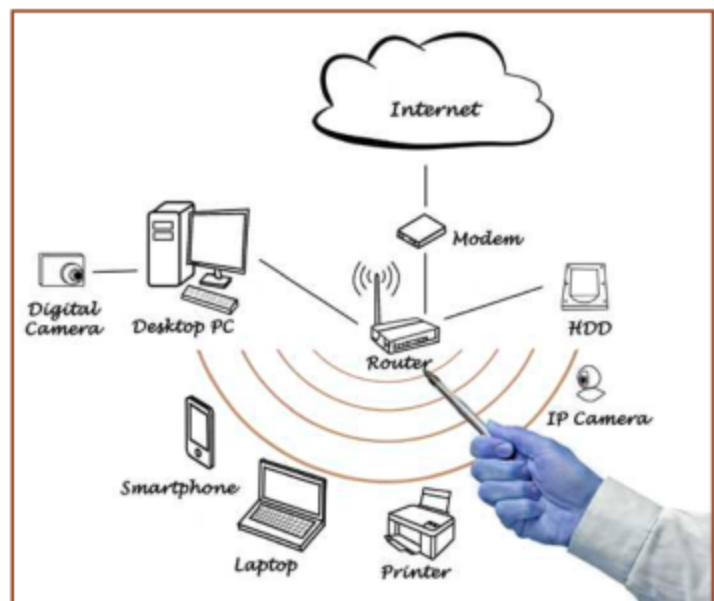 Internet
Modem
Digital
Camera
Desktop PC
Router
HDD
IP Camera
Smartphone
Laptop
Printer